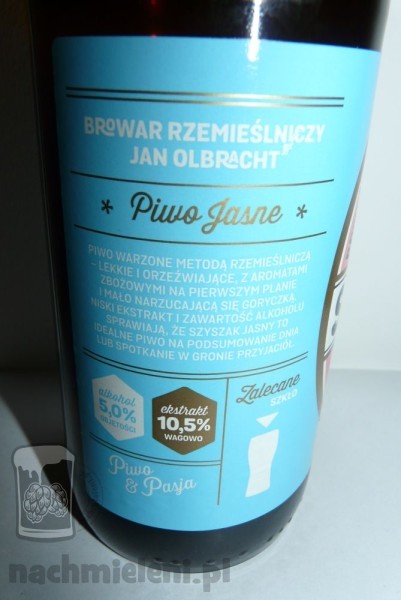 BROWAR RZEMIEŚLNICZY
JAN OLBRACHT
* Piwo Jasne *
PIWO WARZONE METODĄ RZEMIEŚLNICZĄ
– LEKKIE I ORZEŹWIAJĄCE, Z AROMATAMI
ZBOŻOWYMI NA PIERWSZYM PLANIE
I MAŁO NARZUCAJĄCĄ SIĘ GORYCZKĄ.
NISKI EKSTRAKT I ZAWARTOŚĆ ALKOHOLU
SPRAWIAJĄ, ŻE SZYSZAK JASNY TO
IDEALNE PIWO NA PODSUMOWANIE DNIA
LUB SPOTKANIE W GRONIE PRZYJACIÓŁ.
alkohol
5,0%
OBJĘTOŚCI
ekstrakt
10,5%
WAGOWO
Zalecane
SZKŁO
Piwo
& Pasja
nachmieleni.pl